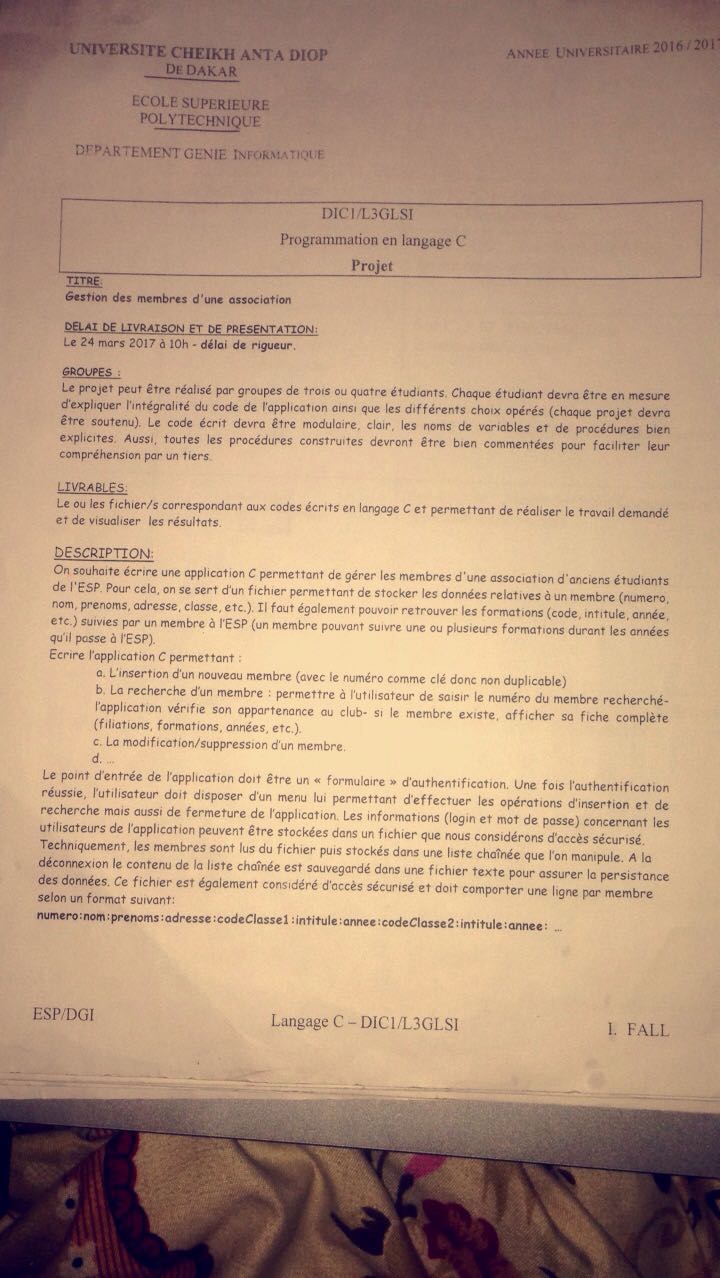 UNIVERSITE CHEIKH ANTA DIOP
DE DAKAR
ANNEE UNIVERSITAIRE 2016 / 2017
ECOLE SUPERIEURE
POLYTECHNIQUE
DEPARTEMENT GENIE INFORMATIQUE
DIC1/L3GLSI
Programmation en langage C
Projet
TITRE:
Gestion des membres d'une association
DELAI DE LIVRAISON ET DE PRESENTATION:
Le 24 mars 2017 à 10h - délai de rigueur.
GROUPES :
Le projet peut être réalisé par groupes de trois ou quatre étudiants. Chaque étudiant devra être en mesure
d'expliquer l'intégralité du code de l'application ainsi que les différents choix opérés (chaque projet devra
être soutenu). Le code écrit devra être modulaire, clair, les noms de variables et de procédures bien
explicites. Aussi, toutes les procédures construites devront être bien commentées pour faciliter leur
compréhension par un tiers.
LIVRABLES:
Le ou les fichier/s correspondant aux codes écrits en langage C et permettant de réaliser le travail demandé
et de visualiser les résultats.
DESCRIPTION:
On souhaite écrire une application C permettant de gérer les membres d'une association d'anciens étudiants
de l'ESP. Pour cela, on se sert d'un fichier permettant de stocker les données relatives à un membre (numero,
nom, prenoms, adresse, classe, etc.). Il faut également pouvoir retrouver les formations (code, intitule, année,
etc.) suivies par un membre à l'ESP (un membre pouvant suivre une ou plusieurs formations durant les années
qu'il passe à l'ESP).
Ecrire l'application C permettant :
a. L'insertion d'un nouveau membre (avec le numéro comme clé donc non duplicable)
b. La recherche d'un membre : permettre à l'utilisateur de saisir le numéro du membre recherché-
l'application vérifie son appartenance au club- si le membre existe, afficher sa fiche complète
(filiations, formations, années, etc.).
c. La modification/suppression d'un membre.
d. ...
Le point d'entrée de l'application doit être un « formulaire » d'authentification. Une fois l'authentification
réussie, l'utilisateur doit disposer d'un menu lui permettant d'effectuer les opérations d'insertion et de
recherche mais aussi de fermeture de l'application. Les informations (login et mot de passe) concernant les
utilisateurs de l'application peuvent être stockées dans un fichier que nous considérons d'accès sécurisé.
Techniquement, les membres sont lus du fichier puis stockés dans une liste chaînée que l'on manipule. A la
déconnexion le contenu de la liste chaînée est sauvegardé dans une fichier texte pour assurer la persistance
des données. Ce fichier est également considéré d'accès sécurisé et doit comporter une ligne par membre
selon un format suivant:
numero:nom:prenoms:adresse:codeClasse1:intitule:annee:codeClasse2:intitule:annee: ...
ESP/DGI
Langage C – DIC1/L3GLSI
I. FALL